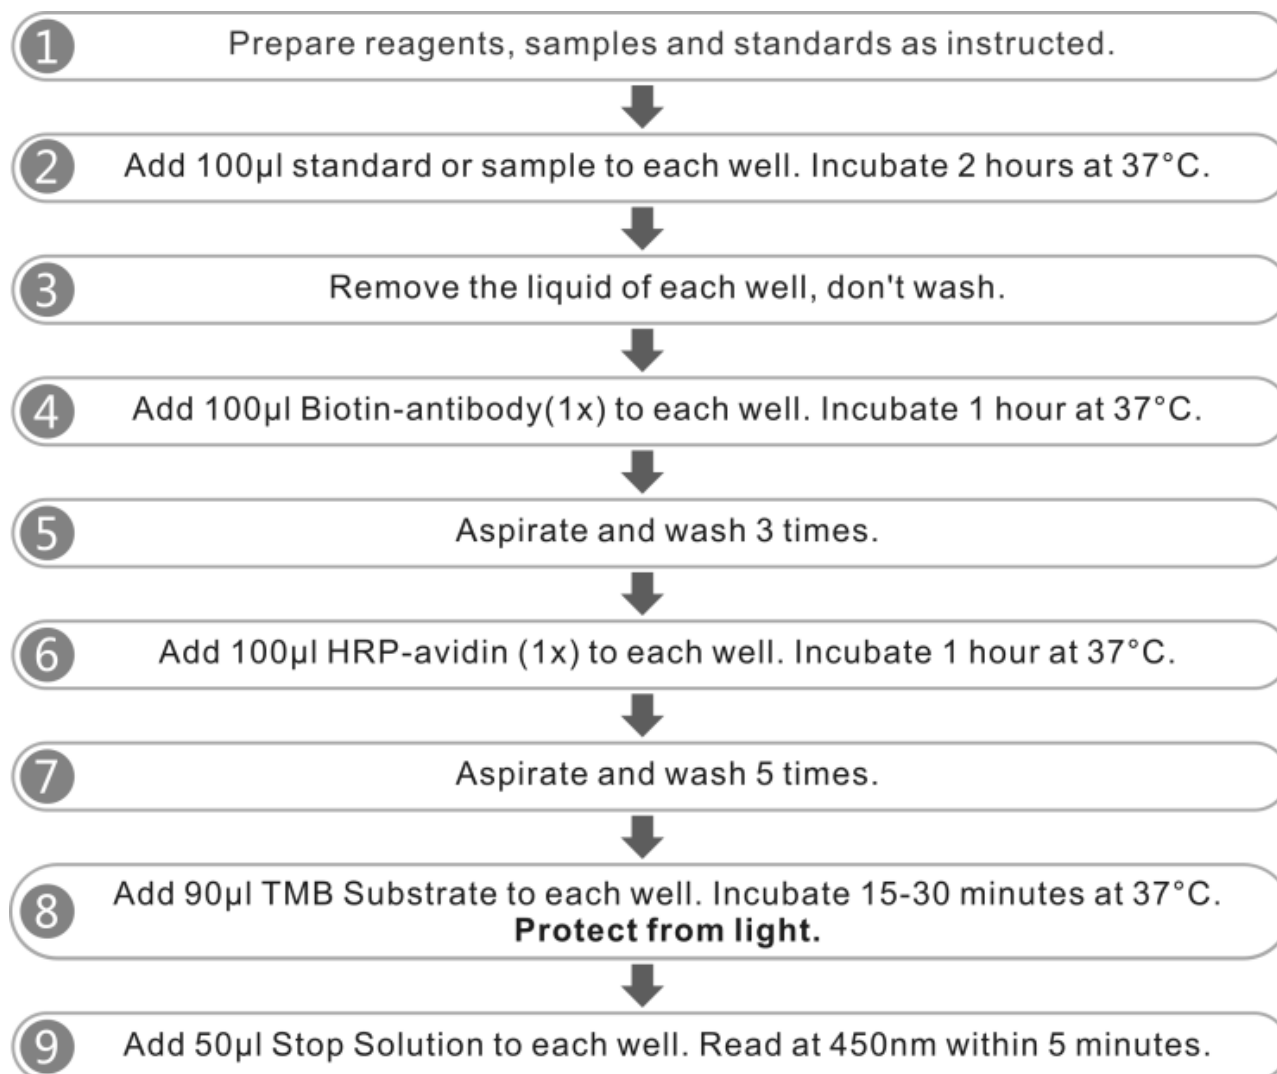 1 Prepare reagents, samples and standards as instructed.
2 Add 100µl standard or sample to each well. Incubate 2 hours at 37°C.
3 Remove the liquid of each well, don't wash.
4 Add 100µl Biotin-antibody(1x) to each well. Incubate 1 hour at 37°C.
5 Aspirate and wash 3 times.
6 Add 100µl HRP-avidin (1x) to each well. Incubate 1 hour at 37°C.
7 Aspirate and wash 5 times.
8 Add 90µl TMB Substrate to each well. Incubate 15-30 minutes at 37°C.
Protect from light.
9 Add 50µl Stop Solution to each well. Read at 450nm within 5 minutes.